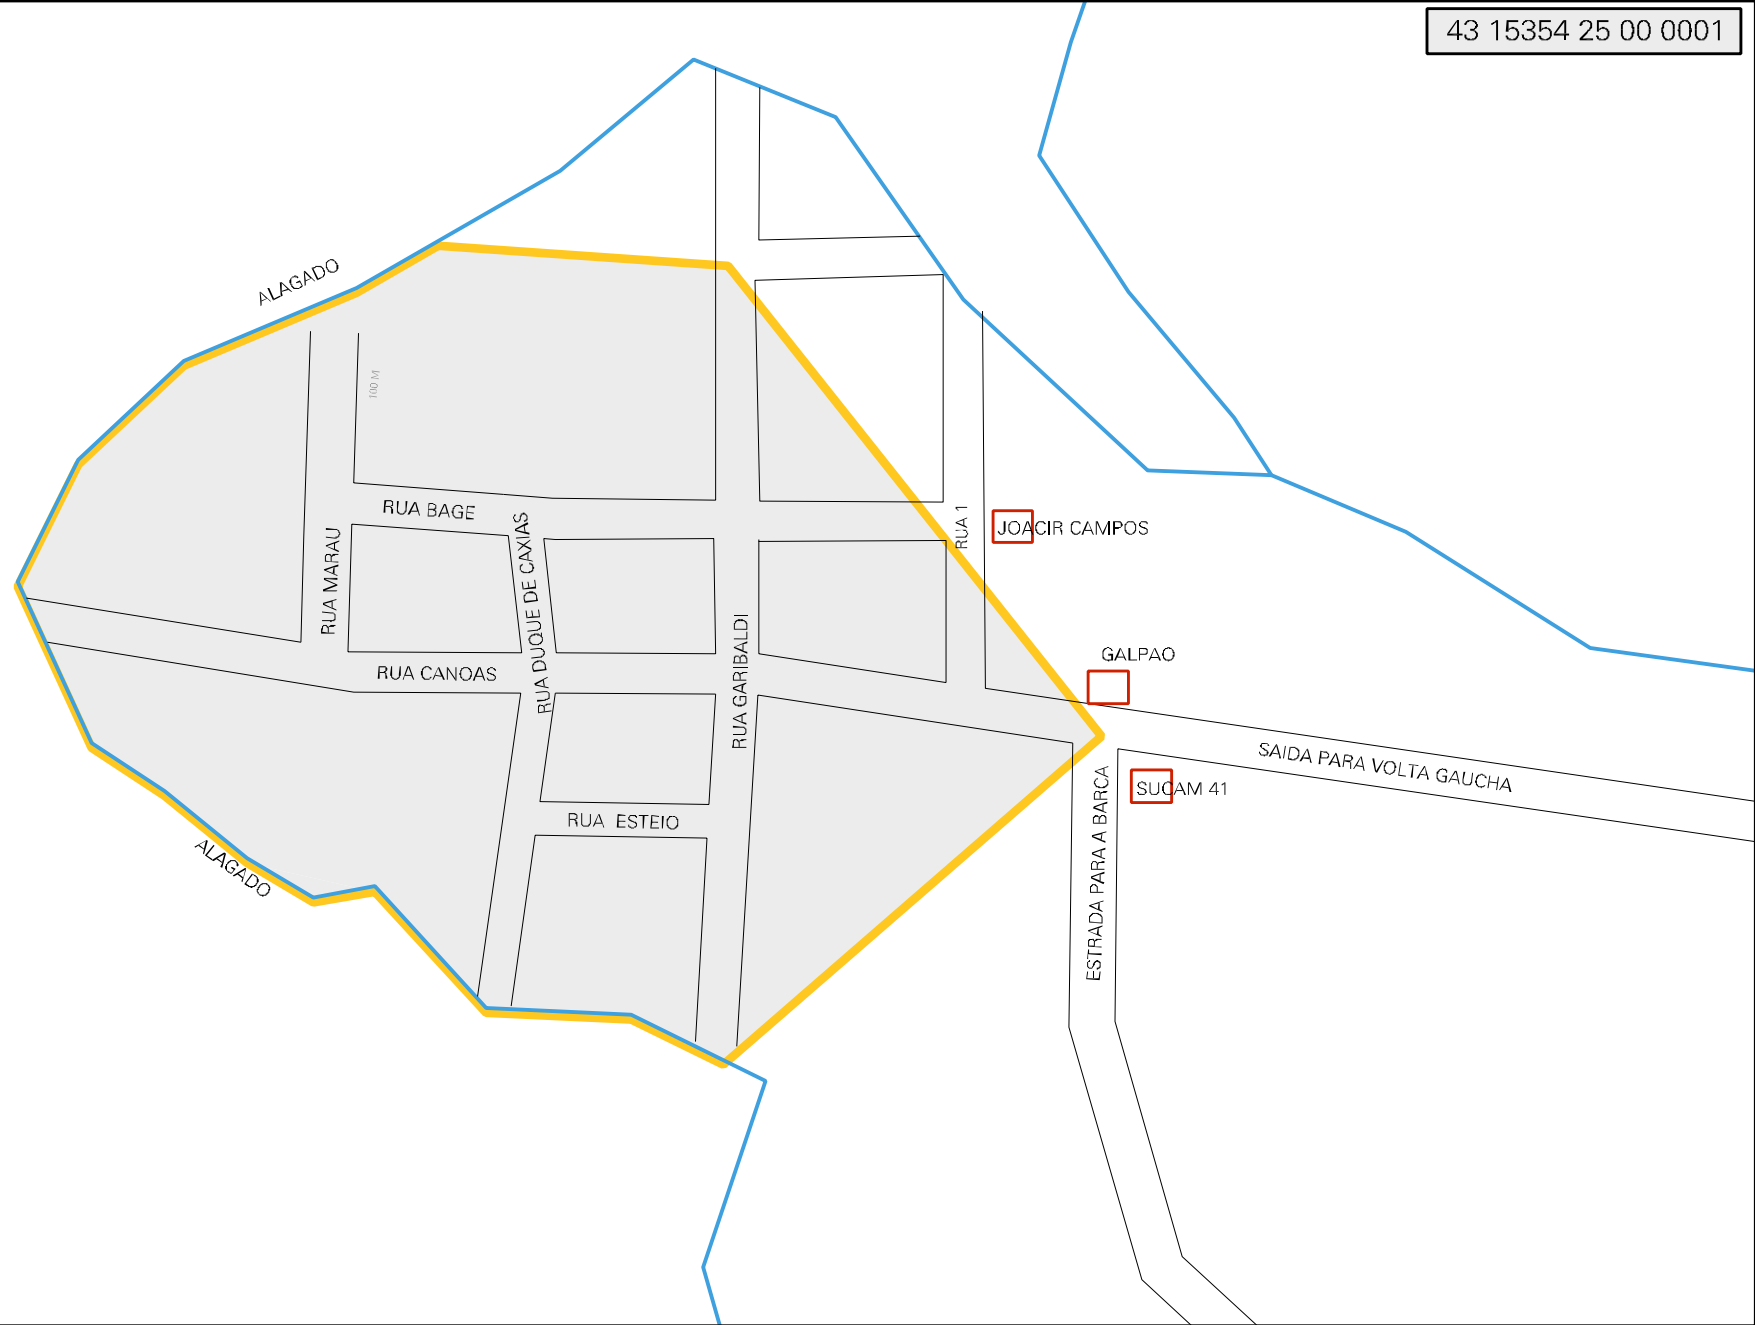 43 15354 25 00 0001
ALAGADO
100 M
RUA BAGE
RUA MARAU
RUA DUQUE DE CAXIAS
RUA 1
JOACIR CAMPOS
RUA CANOAS
RUA GARIBALDI
GALPAO
SAIDA PARA VOLTA GAUCHA
SUCAM 41
RUA ESTEIO
ESTRADA PARA A BARCA
ALAGADO